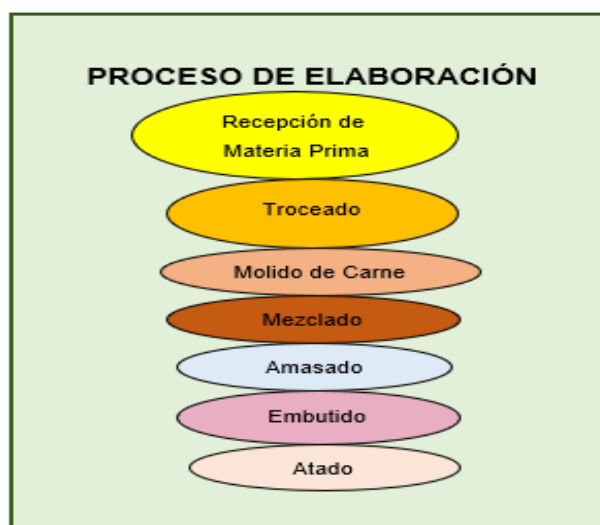 PROCESO DE ELABORACIÓN
Recepción de
Materia Prima
Troceado
Molido de Carne
Mezclado
Amasado
Embutido
Atado